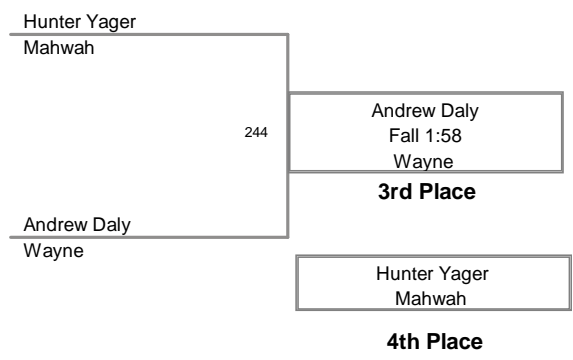 Hunter Yager
Mahwah
244
Andrew Daly
Fall 1:58
Wayne
3rd Place
Andrew Daly
Wayne
Hunter Yager
Mahwah
4th Place